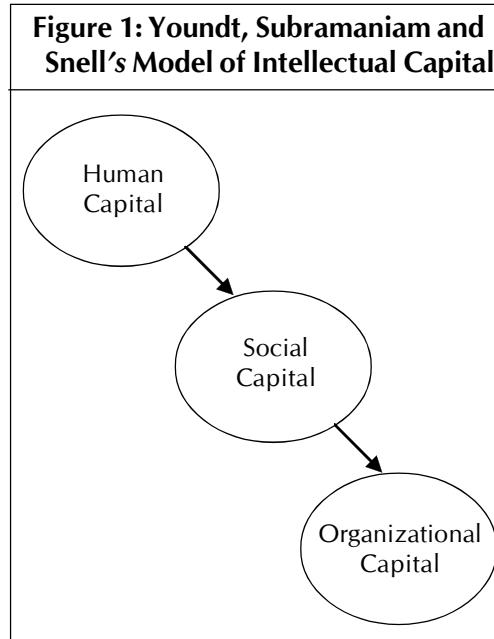 Figure 1: Youndt, Subramaniam and
Snell's Model of Intellectual Capital
Human
Capital
Social
Capital
Organizational
Capital